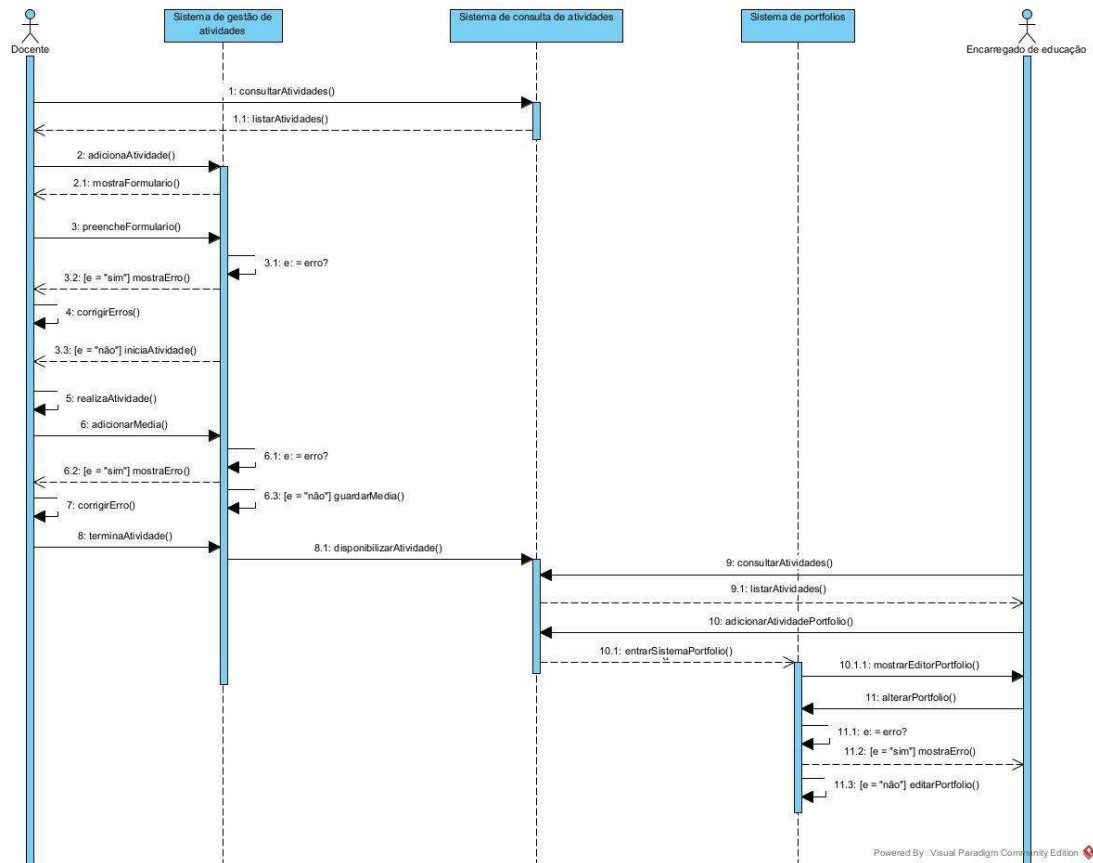 Docente
Sistema de gestão de
atividades
Sistema de consulta de atividades
Sistema de portfolios
Encarregado de educação
1: consultarAtividades()
1.1: listarAtividades()
2: adicionaAtividade()
2.1: mostraFormulario()
3: preencheFormulario()
3.1: e: = erro?
3.2: [e = "sim"] mostraErro()
4: corrigirErros()
3.3: [e = "não"] iniciaAtividade()
5: realizaAtividade()
6: adicionarMedia()
6.1: e: = erro?
6.2: [e = "sim"] mostraErro()
6.3: [e = "não"] guardarMedia()
7: corrigirErro()
8: terminaAtividade()
8.1: disponibilizarAtividade()
9: consultarAtividades()
9.1: listarAtividades()
10: adicionarAtividadePortfolio()
10.1: entrarSistemaPortfolio()
10.1.1: mostrarEditorPortfolio()
11: alterarPortfolio()
11.1: e: = erro?
11.2: [e = "sim"] mostraErro()
11.3: [e = "não"] editarPortfolio()
Powered By Visual Paradigm Community Edition